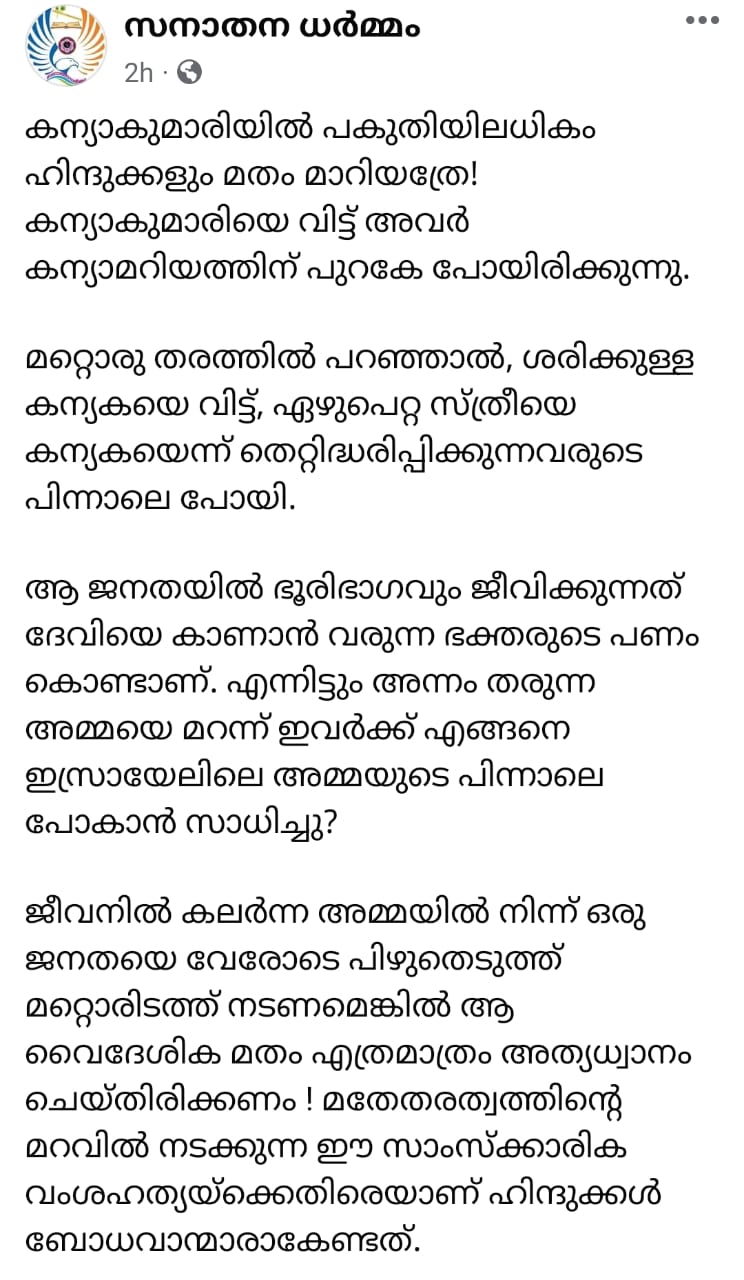 സനാതന ധർമ്മം
2h ·
കന്യാകുമാരിയിൽ പകുതിയിലധികം
ഹിന്ദുക്കളും മതം മാറിയത്രേ!
കന്യാകുമാരിയെ വിട്ട് അവർ
കന്യാമറിയത്തിന് പുറകേ പോയിരിക്കുന്നു.
മറ്റൊരു തരത്തിൽ പറഞ്ഞാൽ, ശരിക്കുള്ള
കന്യകയെ വിട്ട്, ഏഴുപെറ്റ സ്ത്രീയെ
കന്യകയെന്ന് തെറ്റിദ്ധരിപ്പിക്കുന്നവരുടെ
പിന്നാലെ പോയി.
ആ ജനതയിൽ ഭൂരിഭാഗവും ജീവിക്കുന്നത്
ദേവിയെ കാണാൻ വരുന്ന ഭക്തരുടെ പണം
കൊണ്ടാണ്. എന്നിട്ടും അന്നം തരുന്ന
അമ്മയെ മറന്ന് ഇവർക്ക് എങ്ങനെ
ഇസ്രായേലിലെ അമ്മയുടെ പിന്നാലെ
പോകാൻ സാധിച്ചു?
ജീവനിൽ കലർന്ന അമ്മയിൽ നിന്ന് ഒരു
ജനതയെ വേരോടെ പിഴുതെടുത്ത്
മറ്റൊരിടത്ത് നടണമെങ്കിൽ ആ
വൈദേശിക മതം എത്രമാത്രം അത്യധ്വാനം
ചെയ്തിരിക്കണം ! മതേതരത്വത്തിന്റെ
മറവിൽ നടക്കുന്ന ഈ സാംസ്ക്കാരിക
വംശഹത്യയ്ക്കെതിരെയാണ് ഹിന്ദുക്കൾ
ബോധവാന്മാരാകേണ്ടത്.